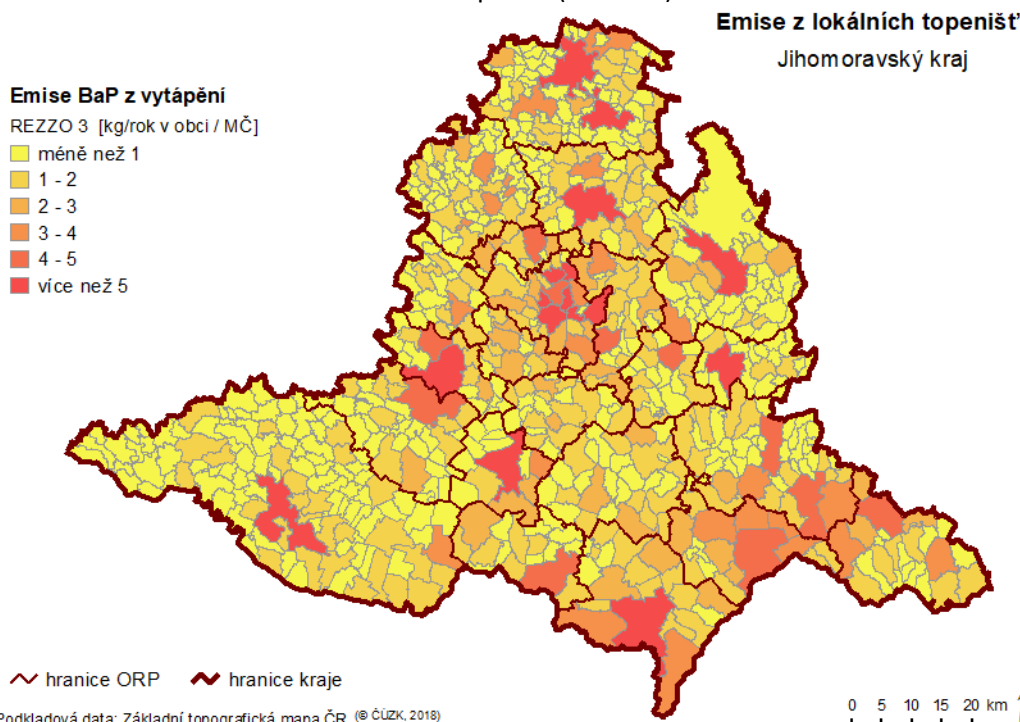 Emise z lokálních topenišť
Jihomoravský kraj
Emise BaP z vytápění
REZZO 3 [kg/rok v obci / MČ]
méně než 1
1 - 2
2 - 3
3 - 4
4 - 5
více než 5
hranice ORP
hranice kraje
0 5 10 15 20 km
Podkladová data: Základní topografická mapa ČR (© ČÚZK, 2018)